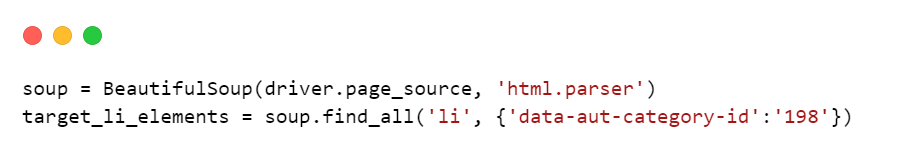 soup = BeautifulSoup(driver.page_source, 'html.parser')
target_li_elements = soup.find_all('li', {'data-aut-category-id':'198'})